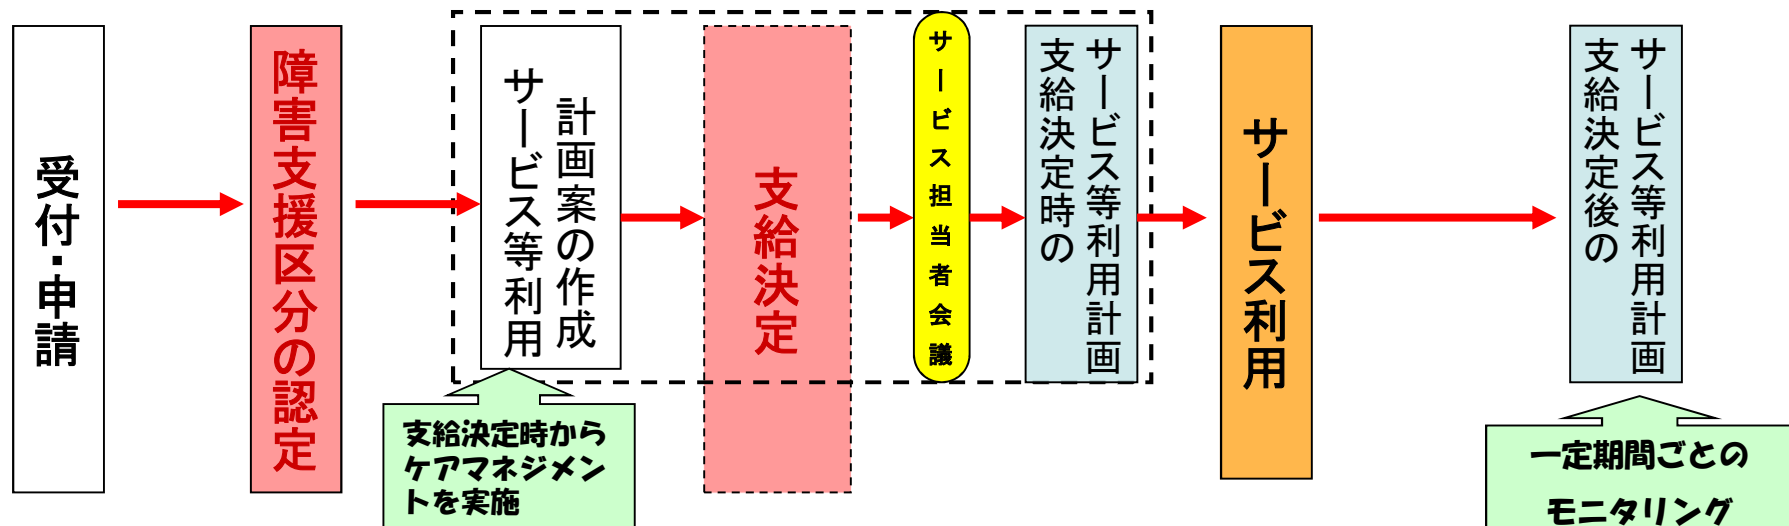 受付・申請
障害支援区分の認定
サービス等利用
計画案の作成
支給決定
サービス担当者会議
サービス等利用計画
支給決定時の
サービス利用
サービス等利用計画
支給決定後の
支給決定時から
ケアマネジメン
トを実施
一定期間ごとの
モニタリング